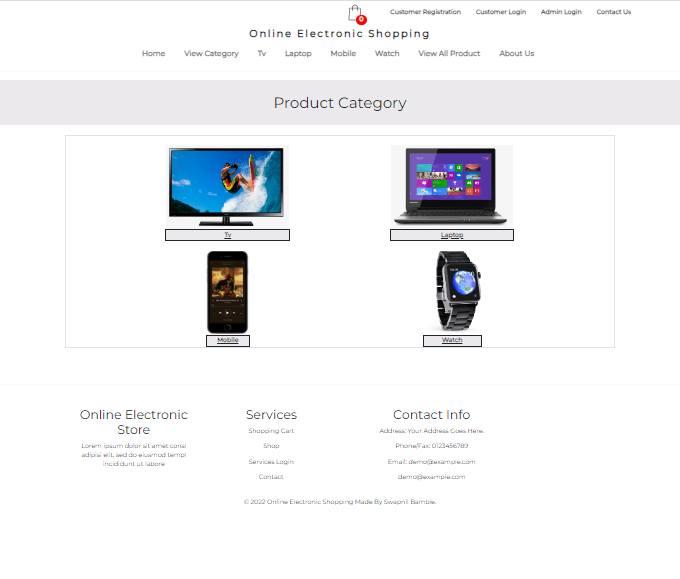 0
Customer Registration Customer Login Admin Login Contact Us
Online Electronic Shopping
Home View Category Tv Laptop Mobile Watch View All Product About Us
Product Category
Tv Laptop
Mobile Watch
Online Electronic Store
Lorem ipsum dolor sit amet consl
adipisi elit, sed do eiusmod templ
incididunt ut labore
Services
Shopping Cart
Shop
Services Login
Contact
Contact Info
Address: Your Address Goes Here.
Phone/Fax: 0123456789
Email: demo@example.com
demo@example.com
© 2022 Online Electronic Shopping Made By Swapnil Bamble.